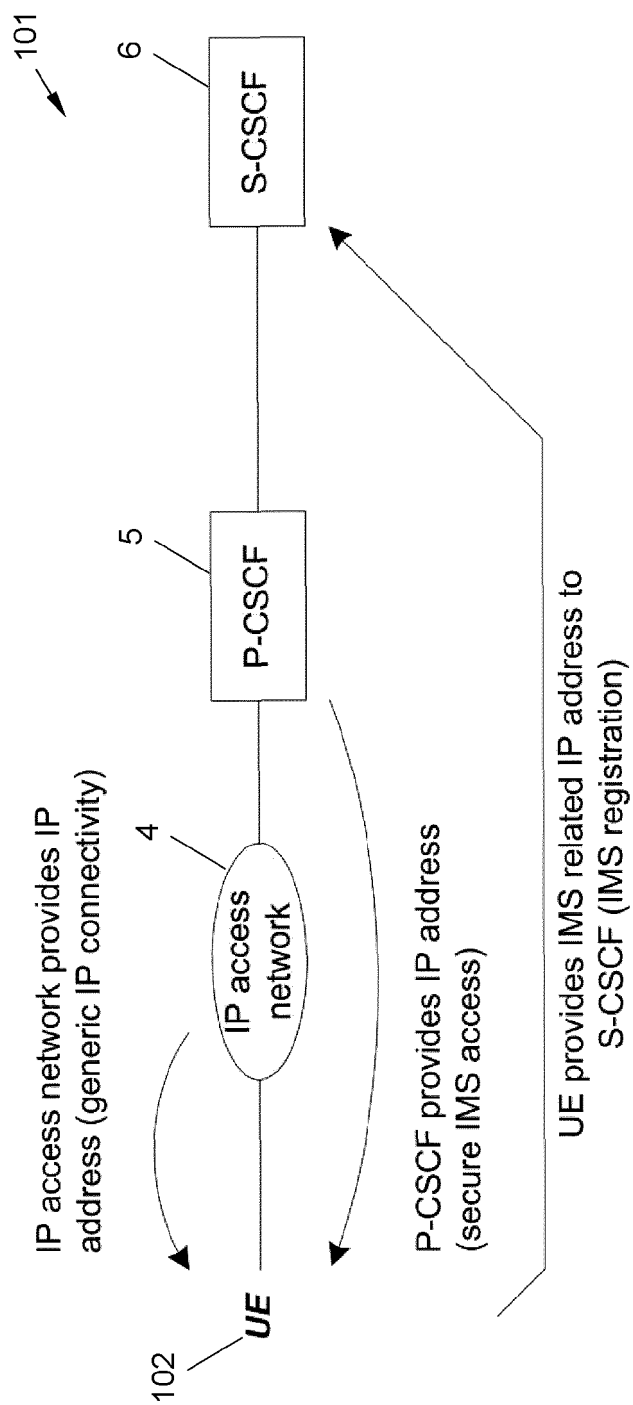 101
IP access network provides IP
address (generic IP connectivity)
102
UE
4
IP access
network
5
P-CSCF
6
S-CSCF
P-CSCF provides IP address
(secure IMS access)
UE provides IMS related IP address to
S-CSCF (IMS registration)